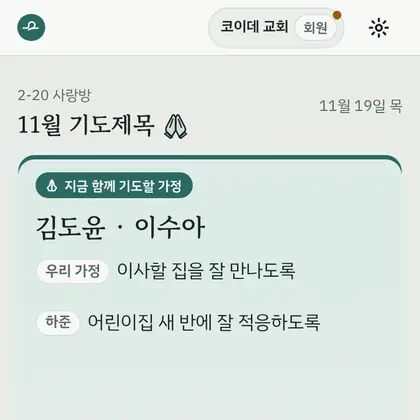 코이데 교회 회원
2-20 사랑방
11월 19일 목
11월 기도제목
지금 함께 기도할 가정
김도윤 · 이수아
우리 가정 이사할 집을 잘 만나도록
하준 어린이집 새 반에 잘 적응하도록